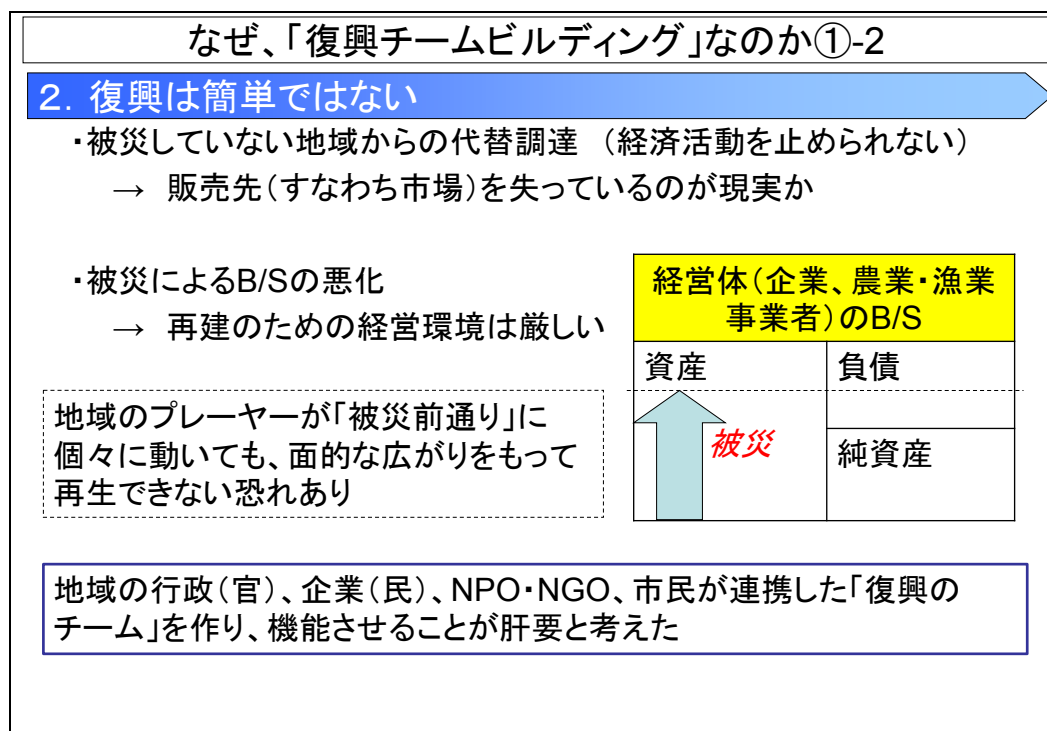 なぜ、「復興チームビルディング」なのか①-2
２．復興は簡単ではない
・被災していない地域からの代替調達 （経済活動を止められない）
→ 販売先（すなわち市場）を失っているのが現実か
・被災によるB/Sの悪化
→ 再建のための経営環境は厳しい
経営体（企業、農業・漁業
事業者）のB/S
資産
負債
被災
純資産
地域のプレーヤーが「被災前通り」に
個々に動いても、面的な広がりをもって
再生できない恐れあり
地域の行政（官）、企業（民）、NPO・NGO、市民が連携した「復興の
チーム」を作り、機能させることが肝要と考えた